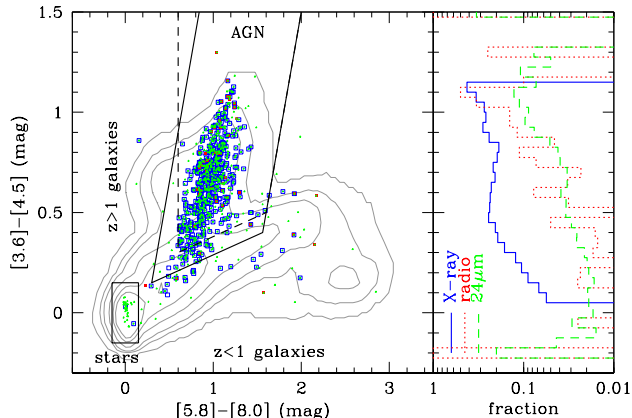 1.5
AGN
1
[3.6]−[4.5] (mag)
z>1 galaxies
0.5
0
stars
z<1 galaxies
0
1
2
3
[5.8]−[8.0] (mag)
X−ray
radio
24μm
1
0.1
0.01
fraction